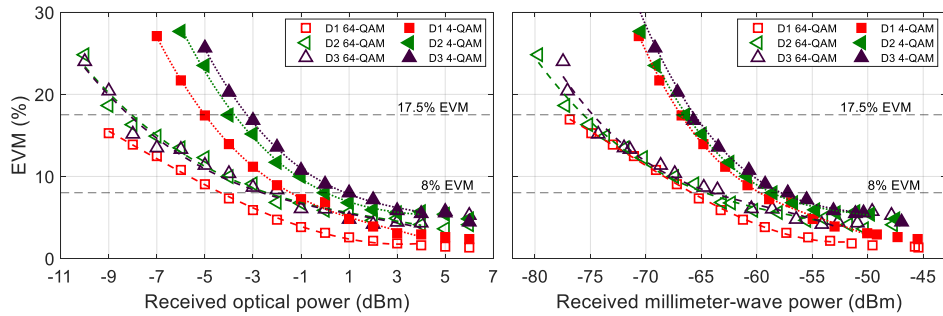 30
20
10
0
EVM (%)
D1 64-QAM D1 4-QAM
D2 64-QAM D2 4-QAM
D3 64-QAM D3 4-QAM
17.5% EVM
8% EVM
-11 -9 -7 -5 -3 -1 1 3 5 7
Received optical power (dBm)
D1 64-QAM D1 4-QAM
D2 64-QAM D2 4-QAM
D3 64-QAM D3 4-QAM
17.5% EVM
8% EVM
-80 -75 -70 -65 -60 -55 -50 -45
Received millimeter-wave power (dBm)